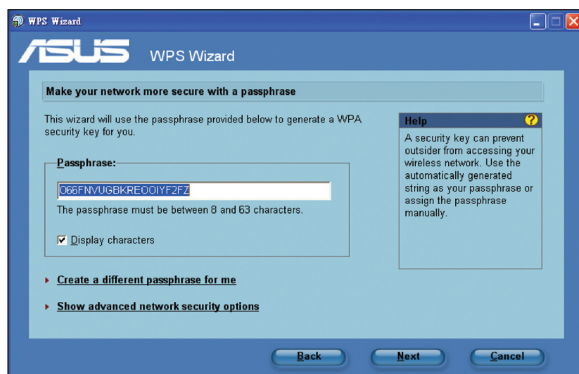 WPS Wizard
ASUS WPS Wizard
Make your network more secure with a passphrase
This wizard will use the passphrase provided below to generate a WPA
security key for you.
Passphrase:
O66FNVUGBKREOOIYF2FZ
The passphrase must be between 8 and 63 characters.
Display characters
Create a different passphrase for me
Show advanced network security options
Help
A security key can prevent
outsider from accessing your
wireless network. Use the
automatically generated
string as your passphrase or
assign the passphrase
manually.
Back Next Cancel